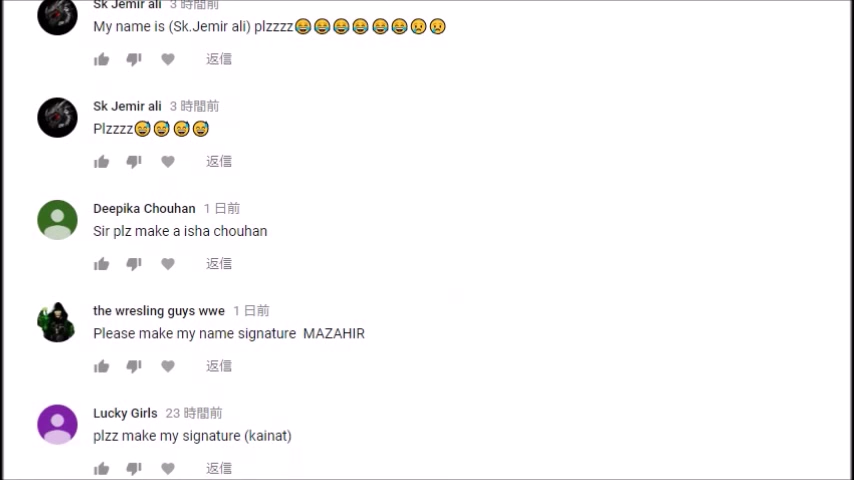 Sk Jemir ali 3 時間前
My name is (Sk.Jemir ali) plzzzz😂😂😂😂😂😂😢😢
返信
Sk Jemir ali 3 時間前
Plzzzz😅😅😅😅
返信
Deepika Chouhan 1 日前
Sir plz make a isha chouhan
返信
the wresling guys wwe 1 日前
Please make my name signature MAZAHIR
返信
Lucky Girls 23 時間前
plzz make my signature (kainat)
返信